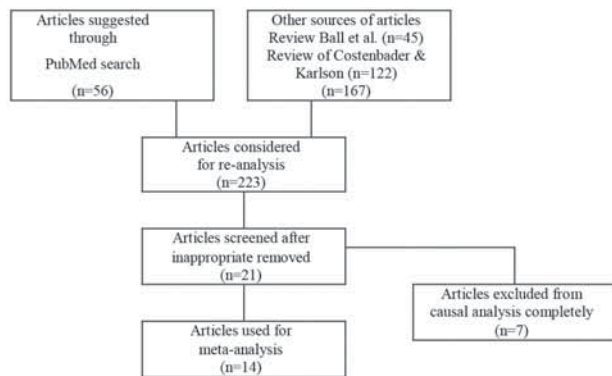 Articles suggested
through
PubMed search
(n=56)
Other sources of articles
Review Ball et al. (n=45)
Review of Costenbader &
Karlson (n=122)
(n=167)
Articles considered
for re-analysis
(n=223)
Articles screened after
inappropriate removed
(n=21)
Articles excluded from
causal analysis completely
(n=7)
Articles used for
meta-analysis
(n=14)